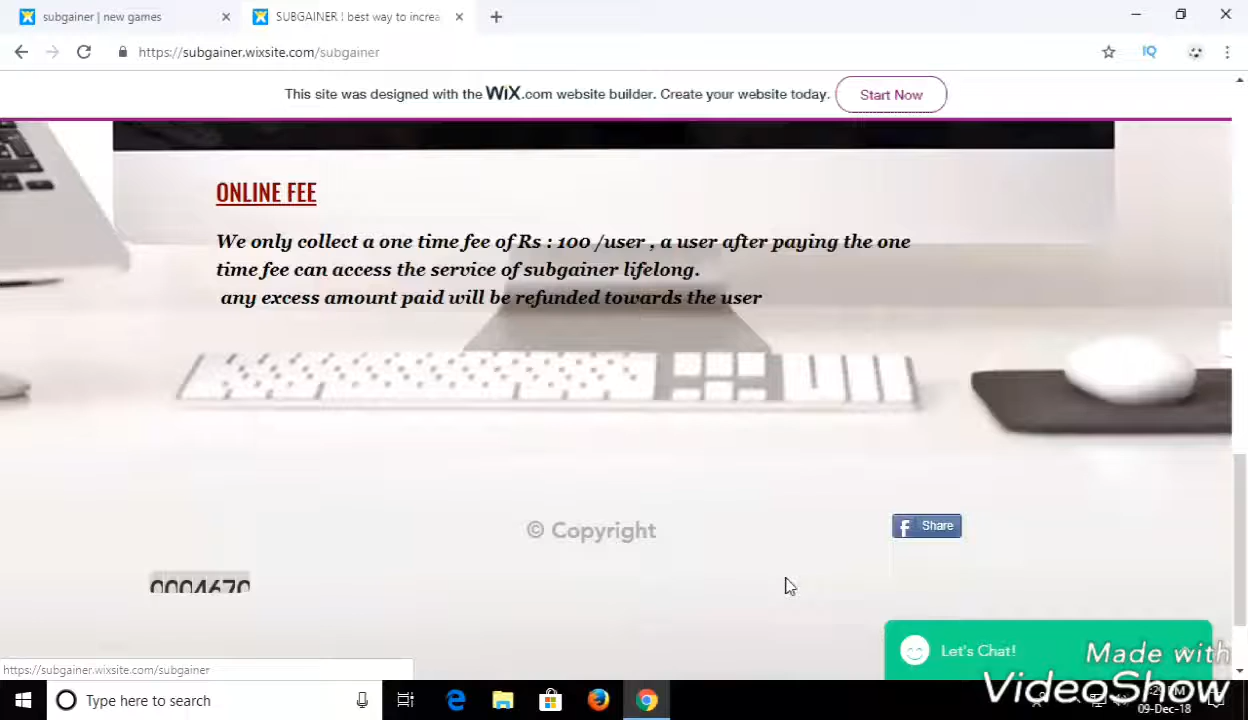 subgainer | new games
SUBGAINER ! best way to increa
https://subgainer.wixsite.com/subgainer
IQ
This site was designed with the WiX.com website builder. Create your website today.
Start Now
ONLINE FEE
We only collect a one time fee of Rs : 100 /user , a user after paying the one
time fee can access the service of subgainer lifelong.
any excess amount paid will be refunded towards the user
© Copyright
f Share
0004670
Let's Chat!
https://subgainer.wixsite.com/subgainer
Made with
VideoShow
Type here to search
09-Dec-18